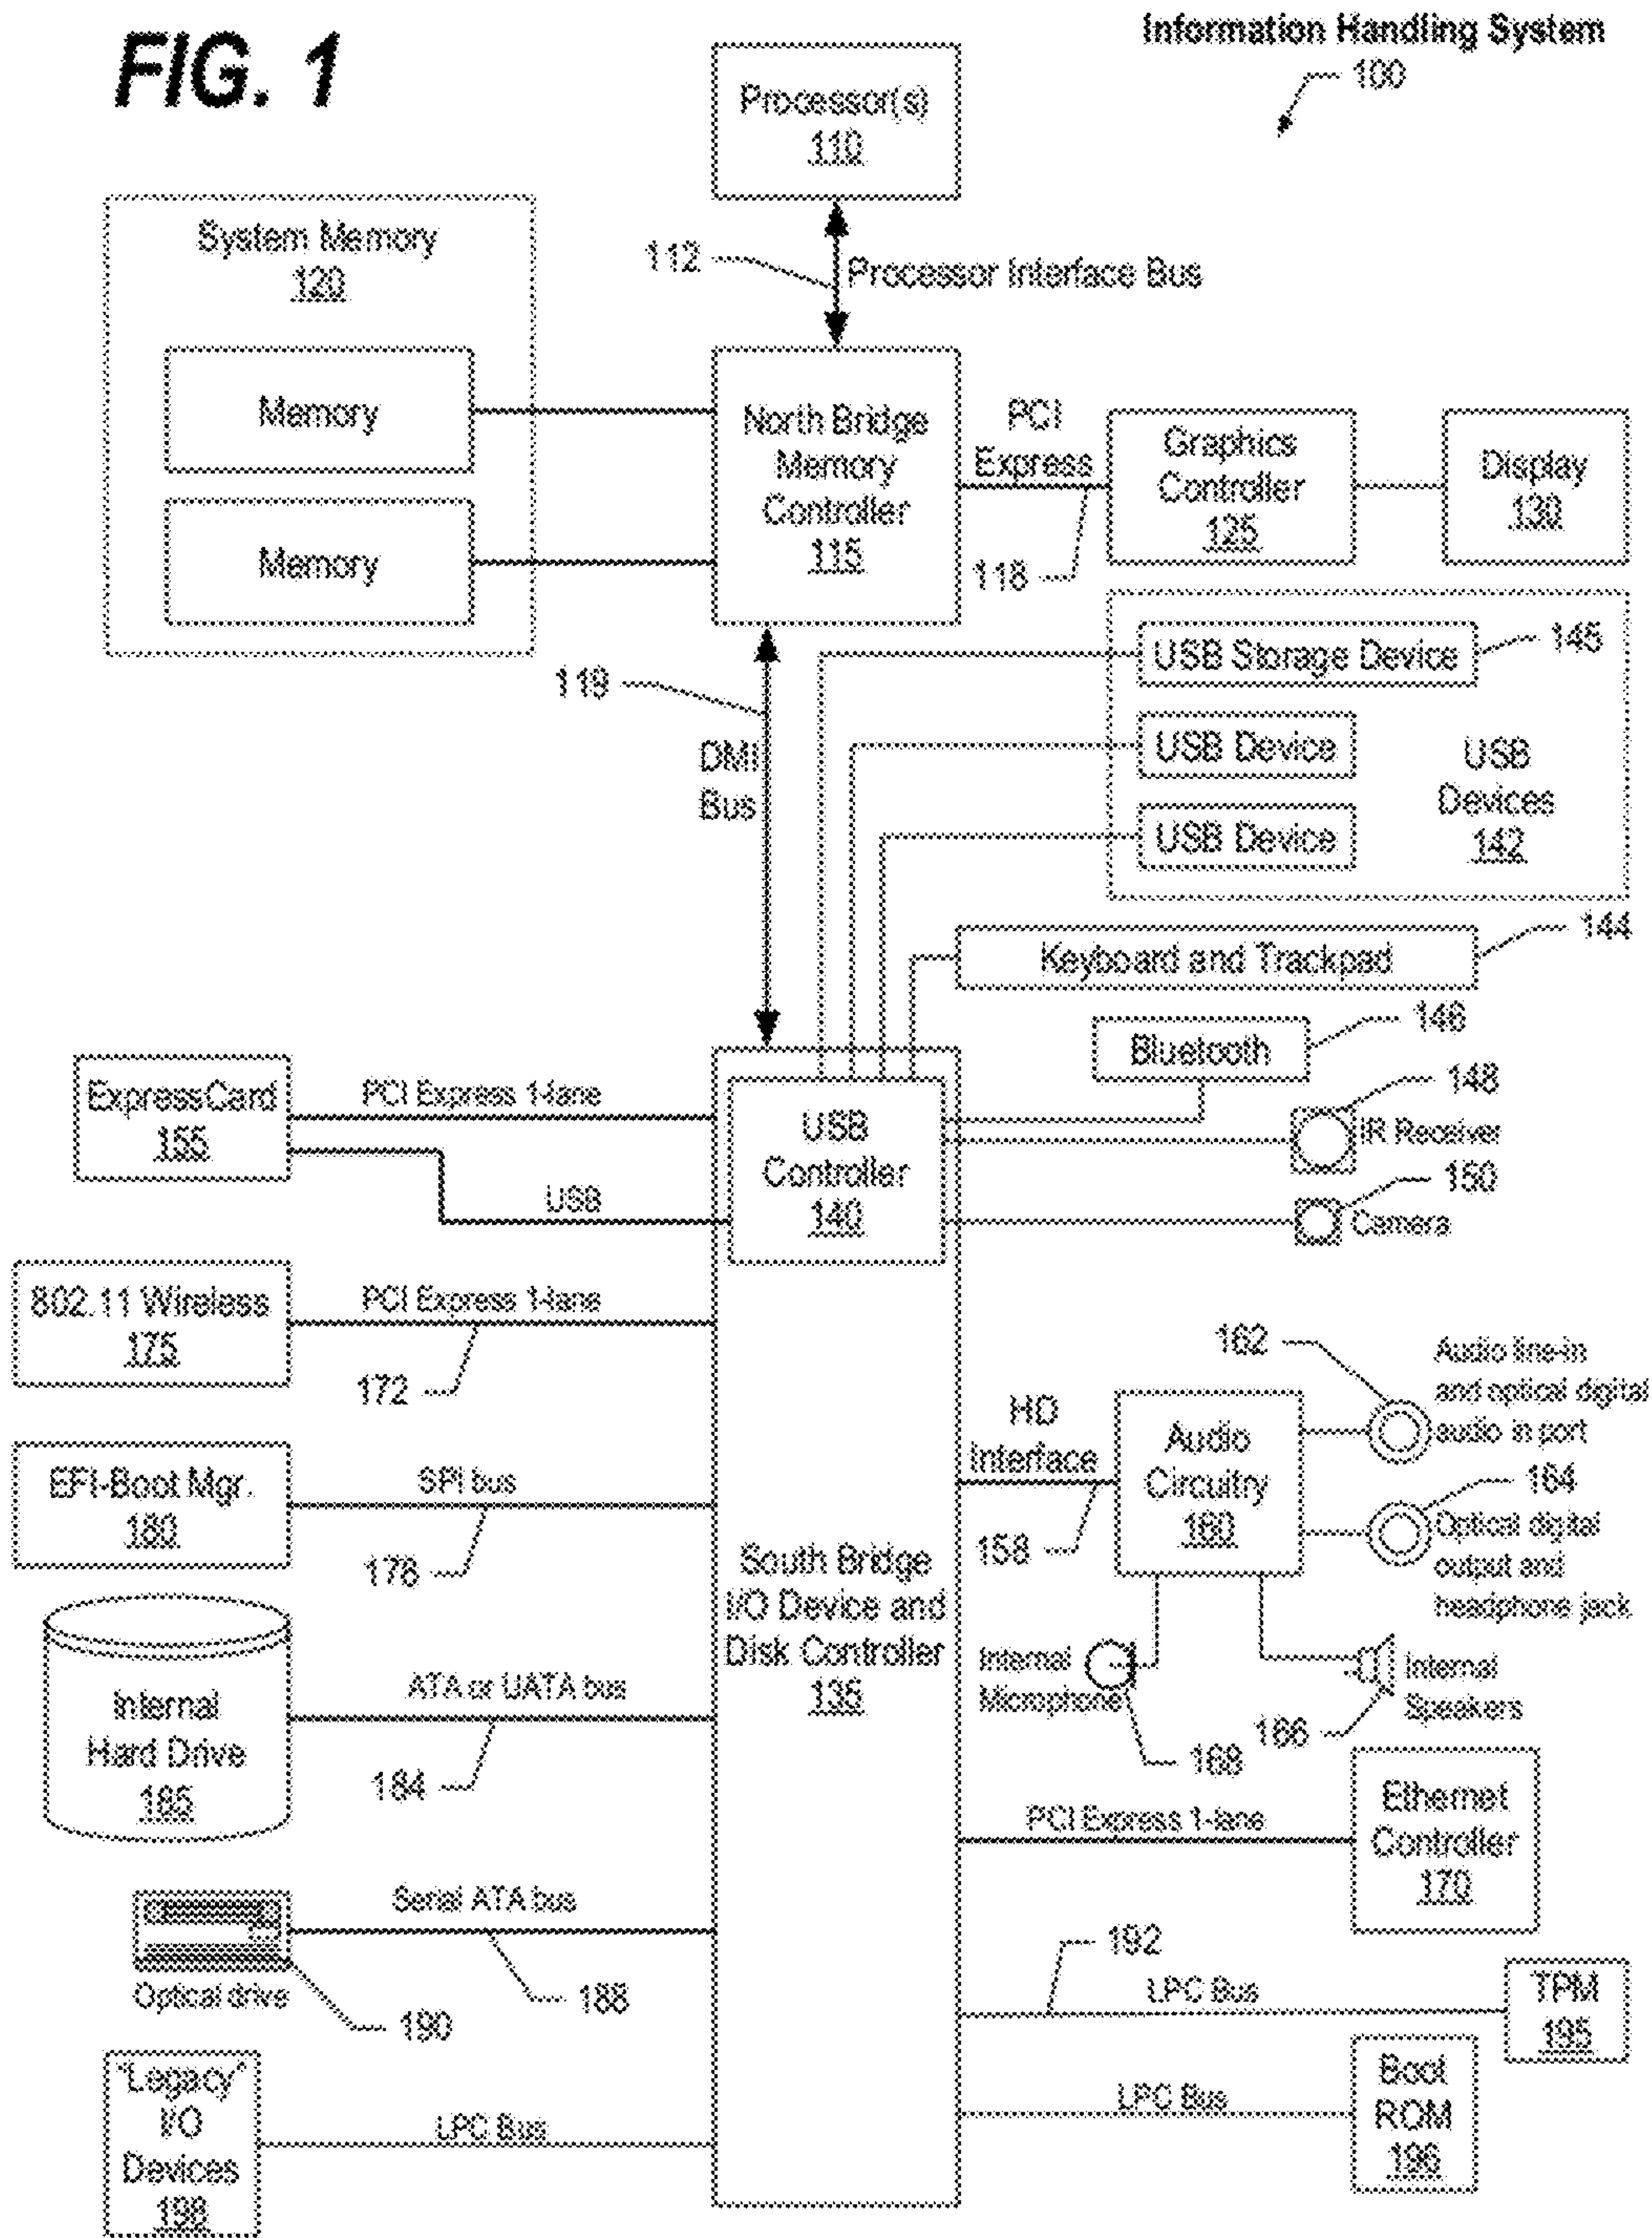 FIG. 1
Information Handling System
100
Processor(s)
110
112
Processor Interface Bus
System Memory
120
Memory
Memory
North Bridge
Memory
Controller
115
PCI
Express
118
Graphics
Controller
125
Display
130
119
DMI
Bus
USB Storage Device
145
USB Device
USB Device
USB
Devices
142
144
Keyboard and Trackpad
146
Bluetooth
148
IR Receiver
150
Camera
ExpressCard
155
PCI Express 1-lane
USB
USB
Controller
140
802.11 Wireless
175
PCI Express 1-lane
172
EFI-Boot Mgr.
180
SPI bus
178
Internal
Hard Drive
185
ATA or UATA bus
184
Serial ATA bus
188
Optical drive
190
"Legacy"
I/O
Devices
198
LPC Bus
South Bridge
I/O Device and
Disk Controller
135
HD
Interface
158
Audio
Circuitry
160
162
Audio line-in
and optical digital
audio in port
164
Optical digital
output and
headphone jack
Internal
Microphone
168
Internal
Speakers
166
PCI Express 1-lane
Ethernet
Controller
170
192
LPC Bus
TPM
195
LPC Bus
Boot
ROM
196